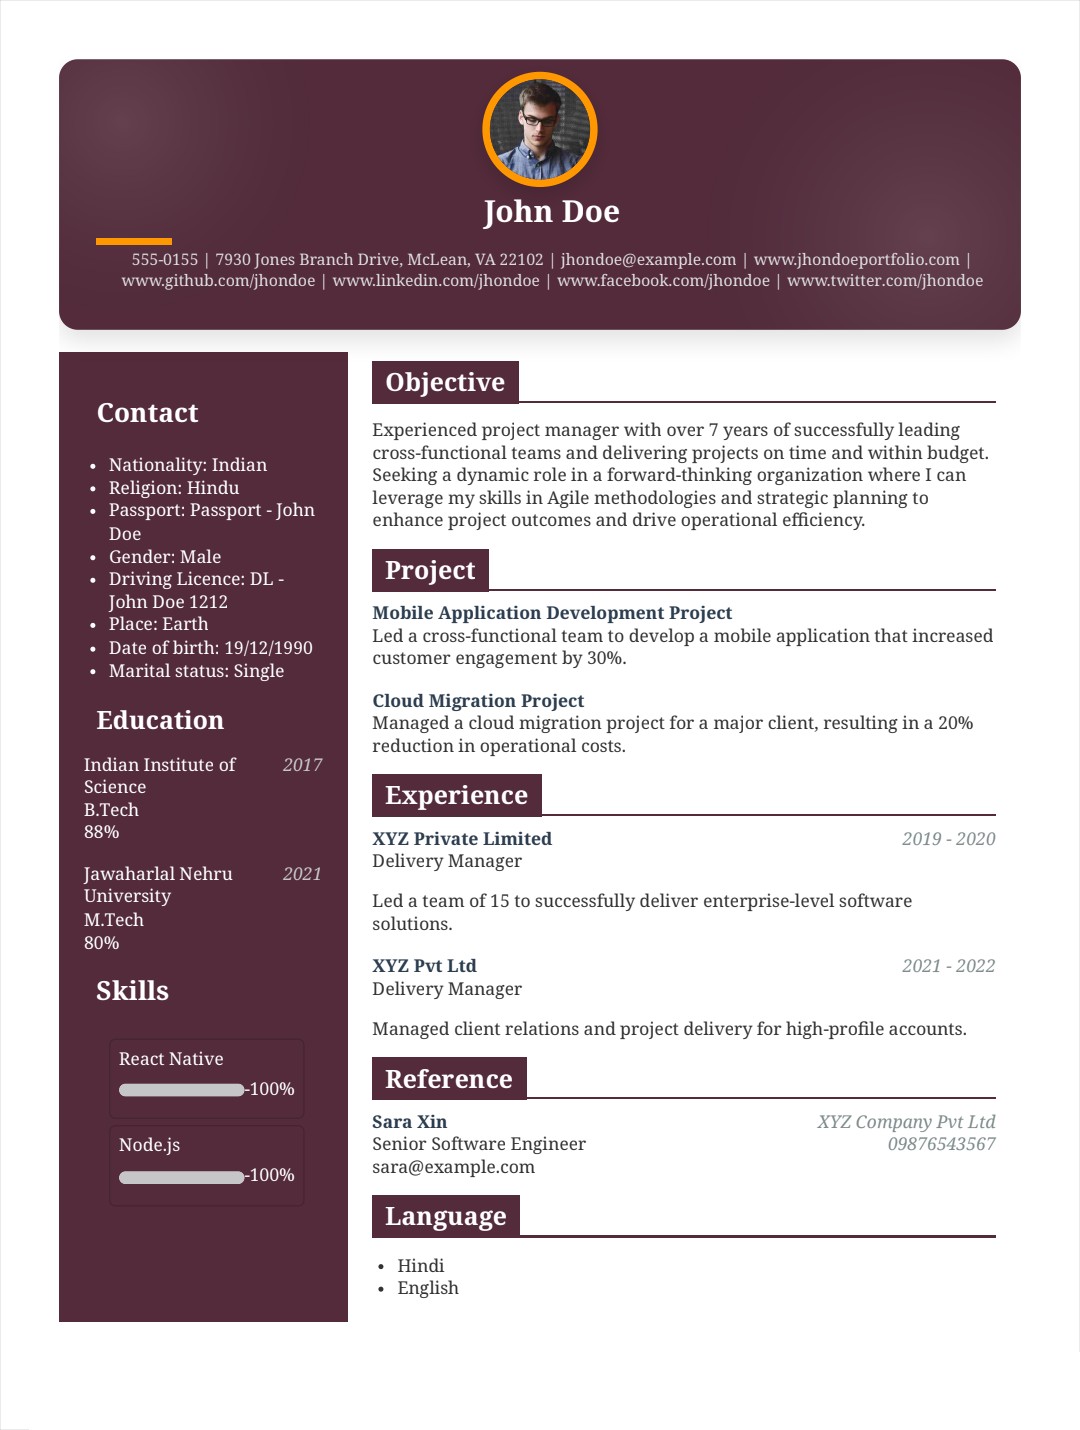 John Doe
555-0155 | 7930 Jones Branch Drive, McLean, VA 22102 | jhondoe@example.com | www.jhondoeportfolio.com |
www.github.com/jhondoe | www.linkedin.com/jhondoe | www.facebook.com/jhondoe | www.twitter.com/jhondoe
Contact
• Nationality: Indian
• Religion: Hindu
• Passport: Passport - John
Doe
• Gender: Male
• Driving Licence: DL -
John Doe 1212
• Place: Earth
• Date of birth: 19/12/1990
• Marital status: Single
Education
Indian Institute of 2017
Science
B.Tech
88%
Jawaharlal Nehru 2021
University
M.Tech
80%
Skills
React Native
-100%
Node.js
-100%
Objective
Experienced project manager with over 7 years of successfully leading
cross-functional teams and delivering projects on time and within budget.
Seeking a dynamic role in a forward-thinking organization where I can
leverage my skills in Agile methodologies and strategic planning to
enhance project outcomes and drive operational efficiency.
Project
Mobile Application Development Project
Led a cross-functional team to develop a mobile application that increased
customer engagement by 30%.
Cloud Migration Project
Managed a cloud migration project for a major client, resulting in a 20%
reduction in operational costs.
Experience
XYZ Private Limited 2019 - 2020
Delivery Manager
Led a team of 15 to successfully deliver enterprise-level software
solutions.
XYZ Pvt Ltd 2021 - 2022
Delivery Manager
Managed client relations and project delivery for high-profile accounts.
Reference
Sara Xin XYZ Company Pvt Ltd
Senior Software Engineer 09876543567
sara@example.com
Language
• Hindi
• English